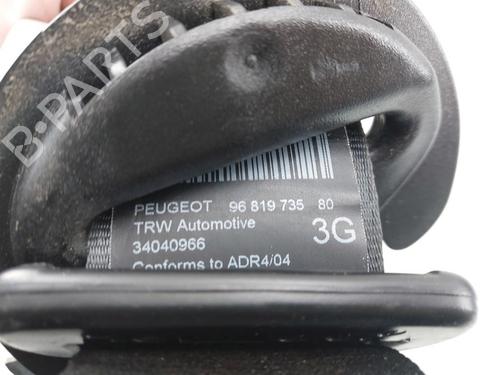 B-PARTS
PEUGEOT 96 819 735 80
TRW Automotive
34040966 3G
Conforms to ADR4/04